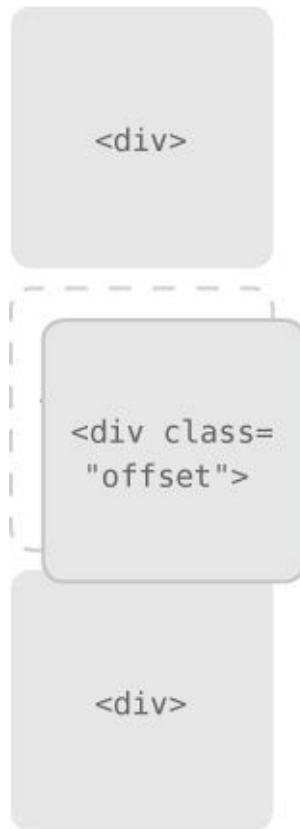 <div>
<div class=
"offset">
<div>